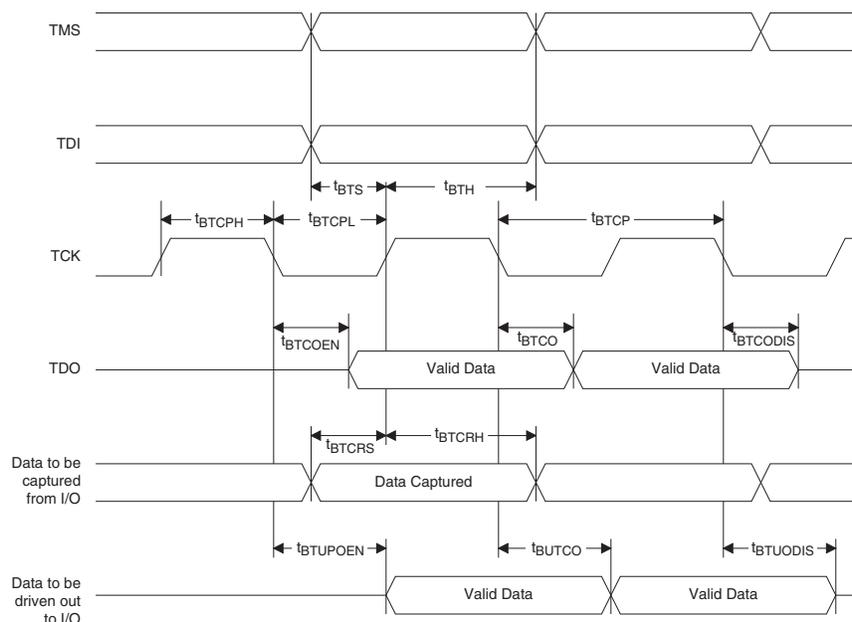 TMS
TDI
tBTS
tBTH
tBTCPH
tBTCPL
tBTCP
TCK
tBTCOEN
tBTCO
tBTCODIS
TDO
Valid Data
Valid Data
tBTCRS
tBTCRH
Data to be
captured
from I/O
Data Captured
tBTUPOEN
tBUTCO
tBTUODIS
Data to be
driven out
to I/O
Valid Data
Valid Data